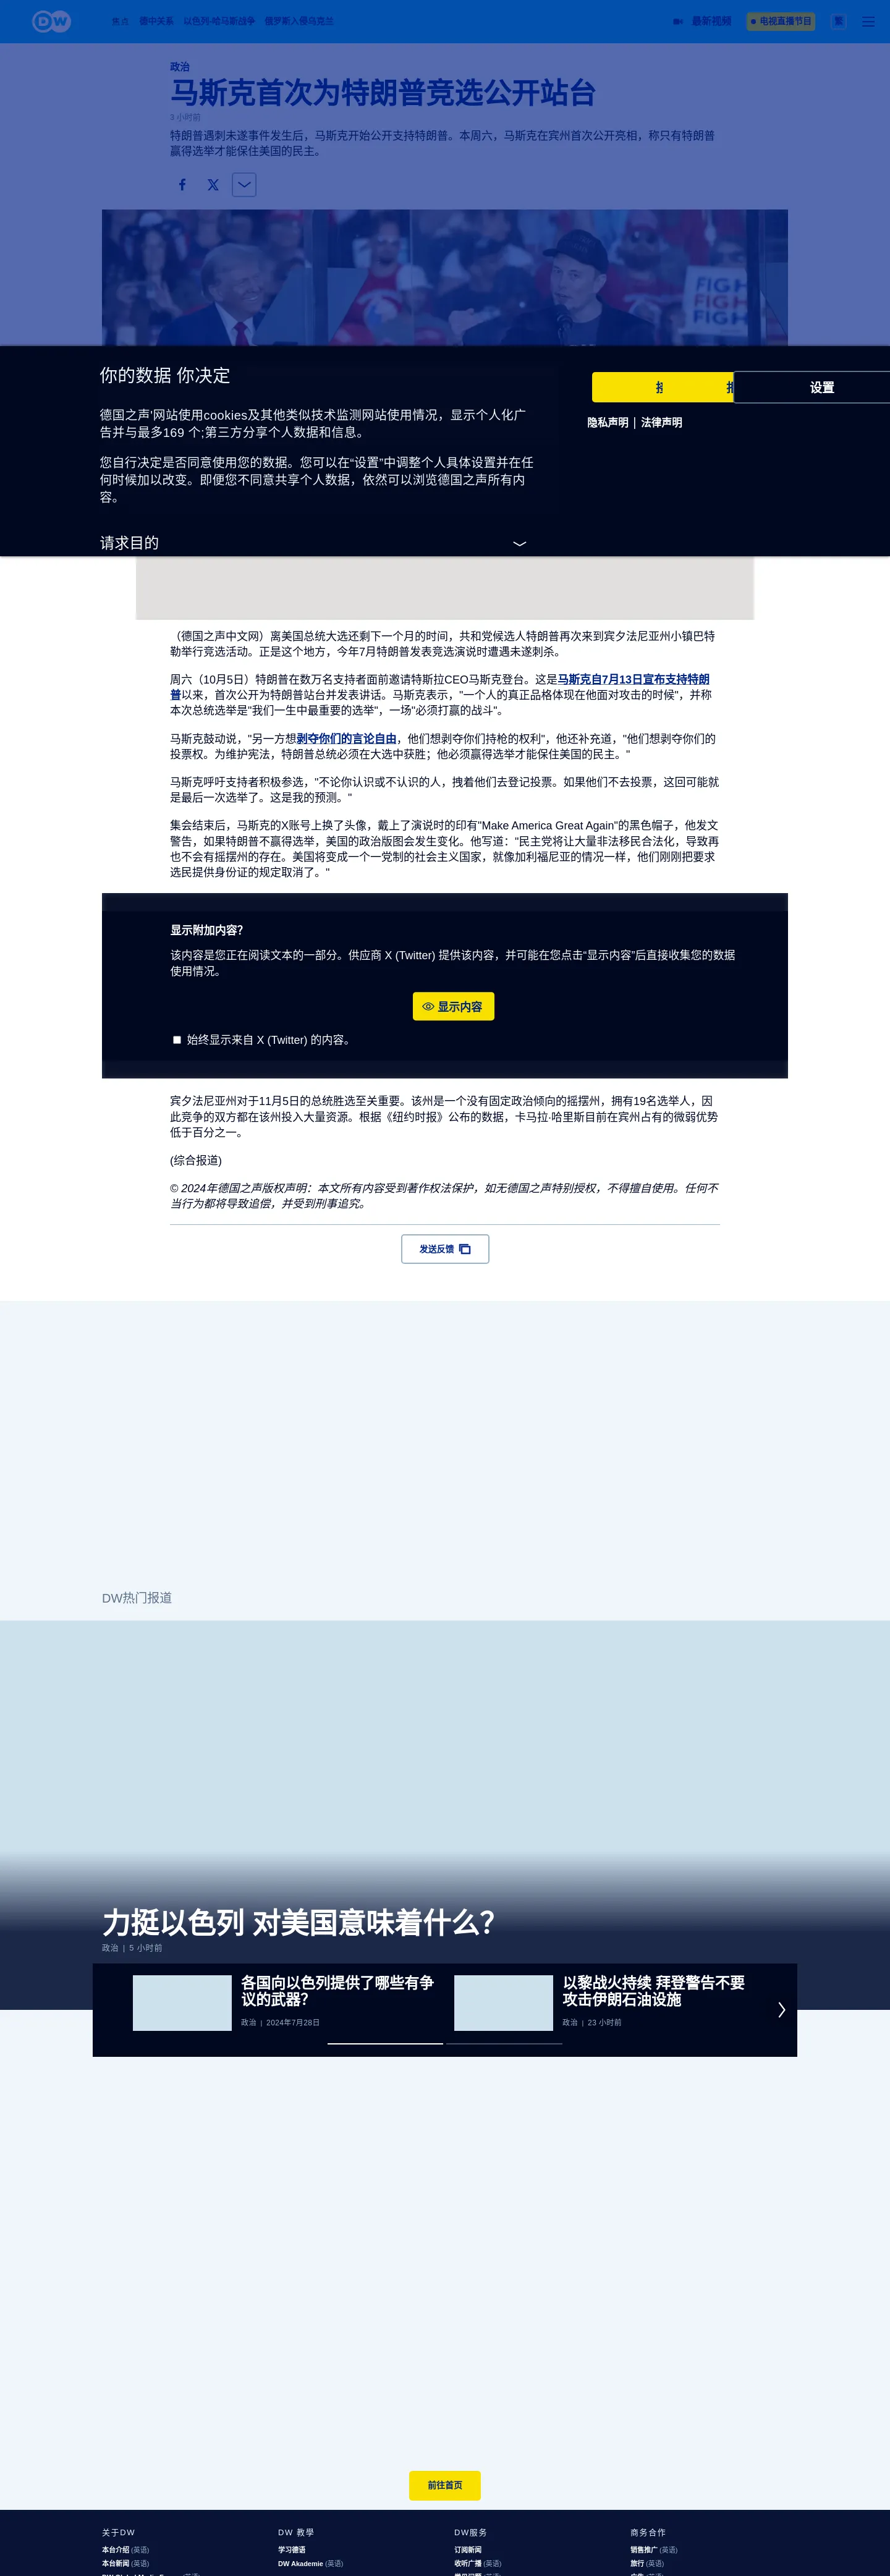 DW
焦点 德中关系 以色列-哈马斯战争 俄罗斯入侵乌克兰
最新视频 电视直播节目 繁
政治
马斯克首次为特朗普竞选公开站台
3 小时前
特朗普遇刺未遂事件发生后，马斯克开始公开支持特朗普。本周六，马斯克在宾州首次公开亮相，称只有特朗普
赢得选举才能保住美国的民主。
FIGH
FIGH
FIGH
你的数据 你决定
设置
隐私声明 | 法律声明
德国之声'网站使用cookies及其他类似技术监测网站使用情况，显示个人化广
告并与最多169 个;第三方分享个人数据和信息。
您自行决定是否同意使用您的数据。您可以在“设置”中调整个人具体设置并在任
何时候加以改变。即便您不同意共享个人数据，依然可以浏览德国之声所有内
容。
请求目的
（德国之声中文网）离美国总统大选还剩下一个月的时间，共和党候选人特朗普再次来到宾夕法尼亚州小镇巴特
勒举行竞选活动。正是这个地方，今年7月特朗普发表竞选演说时遭遇未遂刺杀。
周六（10月5日）特朗普在数万名支持者面前邀请特斯拉CEO马斯克登台。这是马斯克自7月13日宣布支持特朗
普以来，首次公开为特朗普站台并发表讲话。马斯克表示，"一个人的真正品格体现在他面对攻击的时候"，并称
本次总统选举是"我们一生中最重要的选举"，一场"必须打赢的战斗"。
马斯克鼓动说，"另一方想剥夺你们的言论自由，他们想剥夺你们持枪的权利"，他还补充道，"他们想剥夺你们的
投票权。为维护宪法，特朗普总统必须在大选中获胜；他必须赢得选举才能保住美国的民主。"
马斯克呼吁支持者积极参选，"不论你认识或不认识的人，拽着他们去登记投票。如果他们不去投票，这回可能就
是最后一次选举了。这是我的预测。"
集会结束后，马斯克的X账号上换了头像，戴上了演说时的印有"Make America Great Again"的黑色帽子，他发文
警告，如果特朗普不赢得选举，美国的政治版图会发生变化。他写道："民主党将让大量非法移民合法化，导致再
也不会有摇摆州的存在。美国将变成一个一党制的社会主义国家，就像加利福尼亚的情况一样，他们刚刚把要求
选民提供身份证的规定取消了。"
显示附加内容？
该内容是您正在阅读文本的一部分。供应商 X (Twitter) 提供该内容，并可能在您点击“显示内容”后直接收集您的数据
使用情况。
显示内容
始终显示来自 X (Twitter) 的内容。
宾夕法尼亚州对于11月5日的总统胜选至关重要。该州是一个没有固定政治倾向的摇摆州，拥有19名选举人，因
此竞争的双方都在该州投入大量资源。根据《纽约时报》公布的数据，卡马拉·哈里斯目前在宾州占有的微弱优势
低于百分之一。
(综合报道)
© 2024年德国之声版权声明：本文所有内容受到著作权法保护，如无德国之声特别授权，不得擅自使用。任何不
当行为都将导致追偿，并受到刑事追究。
发送反馈
DW热门报道
力挺以色列 对美国意味着什么？
政治 | 5 小时前
各国向以色列提供了哪些有争
议的武器？
政治 | 2024年7月28日
以黎战火持续 拜登警告不要
攻击伊朗石油设施
政治 | 23 小时前
前往首页
关于DW
本台介绍 (英语)
本台新闻 (英语)
DW 教學
学习德语
DW Akademie (英语)
DW服务
订阅新闻
收听广播 (英语)
商务合作
销售推广 (英语)
旅行 (英语)